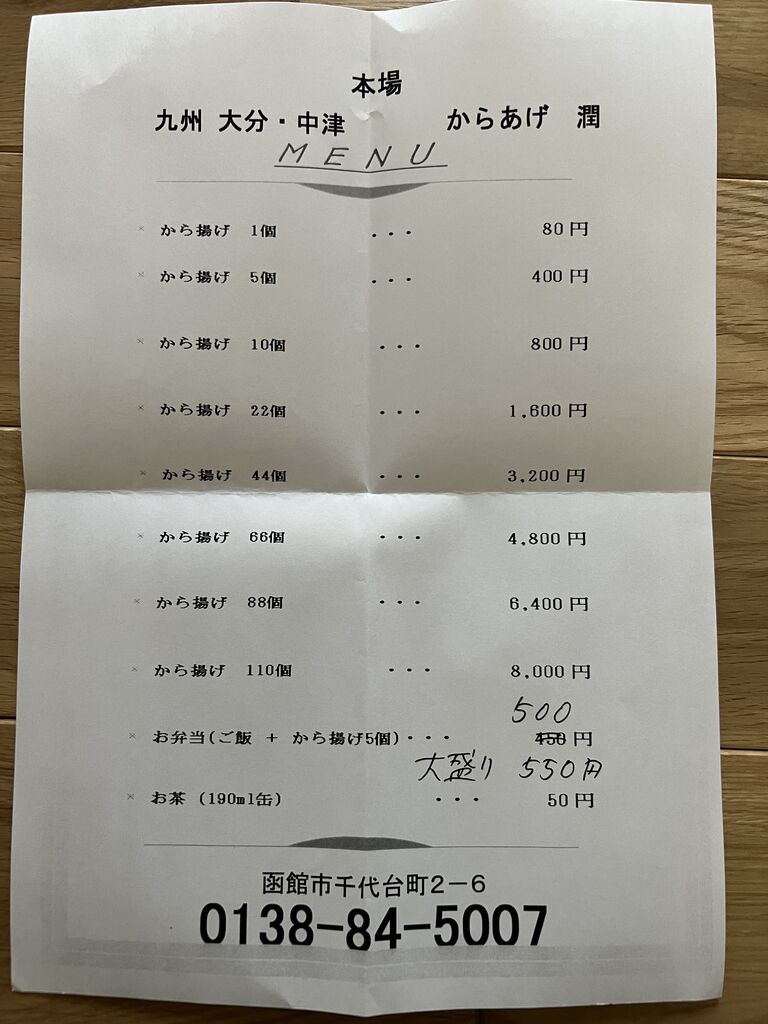 本場
九州 大分・中津 からあげ 潤
MENU
※ から揚げ 1個 ・・・ 80円
※ から揚げ 5個 ・・・ 400円
※ から揚げ 10個 ・・・ 800円
※ から揚げ 22個 ・・・ 1,600円
※ から揚げ 44個 ・・・ 3,200円
※ から揚げ 66個 ・・・ 4,800円
※ から揚げ 88個 ・・・ 6,400円
※ から揚げ 110個 ・・・ 8,000円
500
※ お弁当(ご飯 + から揚げ5個)・・・ 450円
大盛り 550円
※ お茶 (190ml缶) ・・・ 50円
函館市千代台町2−6
0138-84-5007